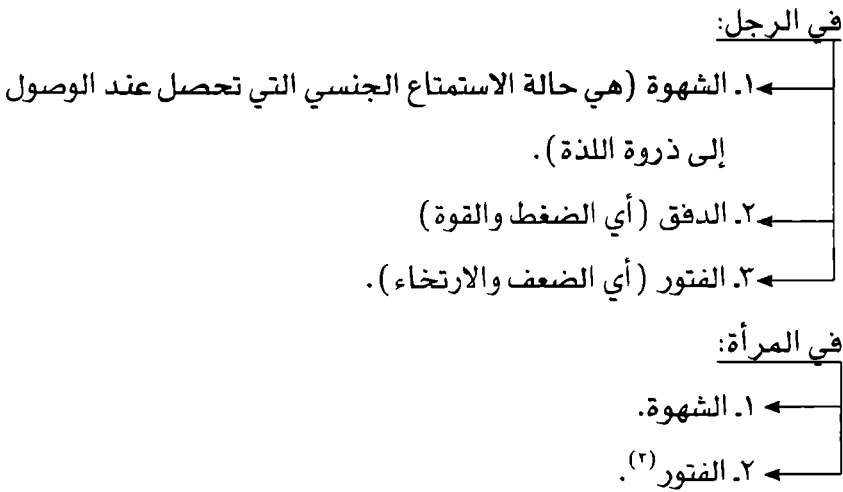 في الرجل:
١. الشهوة (هي حالة الاستمتاع الجنسي التي تحصل عند الوصول
إلى ذروة اللذة).
٢. الدفق (أي الضغط والقوة)
٣. الفتور (أي الضعف والارتخاء).
في المرأة:
١. الشهوة.
٢. الفتور(٢).